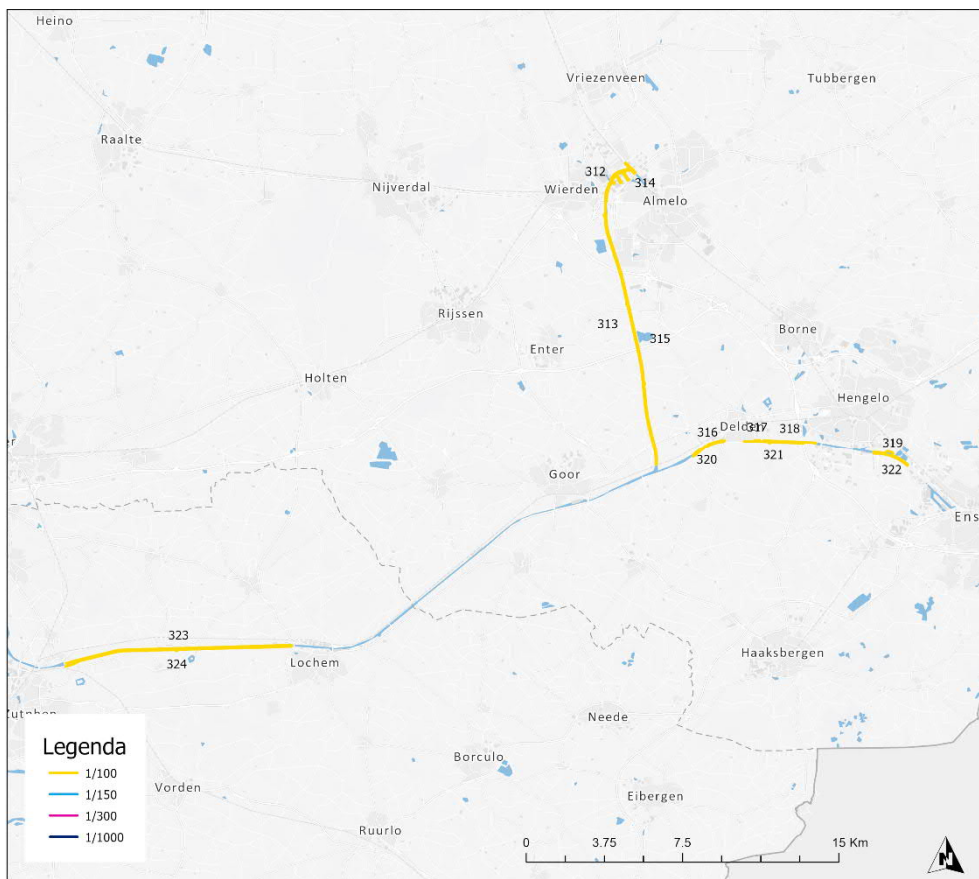 Heino
Vriezenveen
Tubbergen
Raalte
Nijverdal
312
314
Wierden
Almelo
Rijssen
313
315
Borne
Enter
Holten
Hengelo
er
Delden
316
317
318
319
320
321
322
Goor
Ens
323
324
Lochem
Haaksbergen
Zutphen
Neede
Legenda
1/100
1/150
1/300
1/1000
Borculo
Vorden
Eibergen
Ruurlo
0 3.75 7.5 15 Km
N